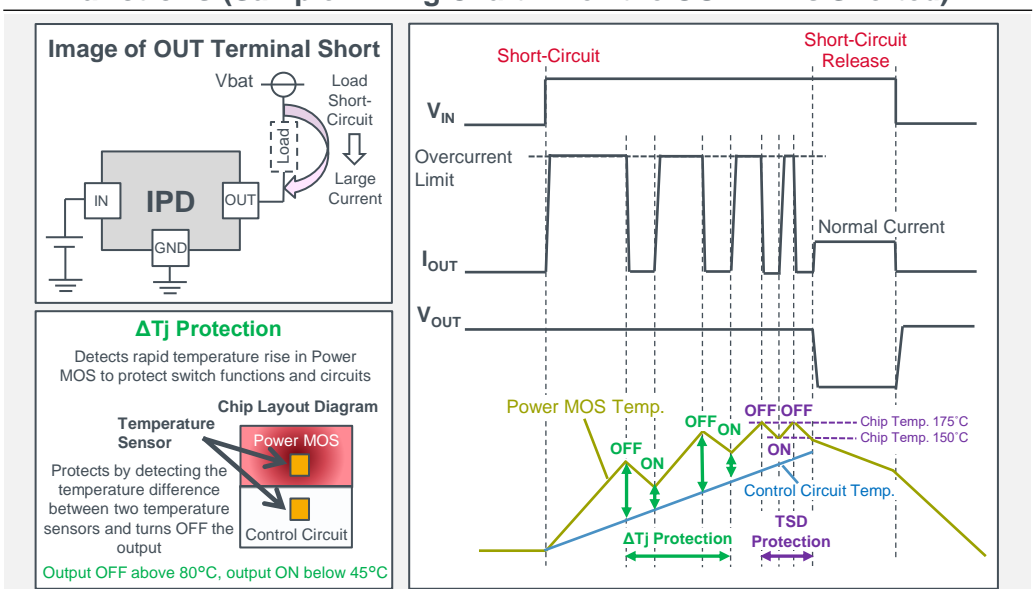 Image of OUT Terminal Short
Vbat
Load
Short-
Circuit
Large
Current
Load
IN
IPD
OUT
GND
ΔTj Protection
Detects rapid temperature rise in Power
MOS to protect switch functions and circuits
Chip Layout Diagram
Temperature
Sensor
Power MOS
Protects by detecting the
temperature difference
between two temperature
sensors and turns OFF the
output
Control Circuit
Output OFF above 80°C, output ON below 45°C
Short-Circuit
Short-Circuit
Release
VIN
Overcurrent
Limit
Normal Current
IOUT
VOUT
Power MOS Temp.
OFF
ON
OFF
ON
OFF
OFF
ON
Chip Temp. 175°C
Chip Temp. 150°C
Control Circuit Temp.
ΔTj Protection
TSD
Protection